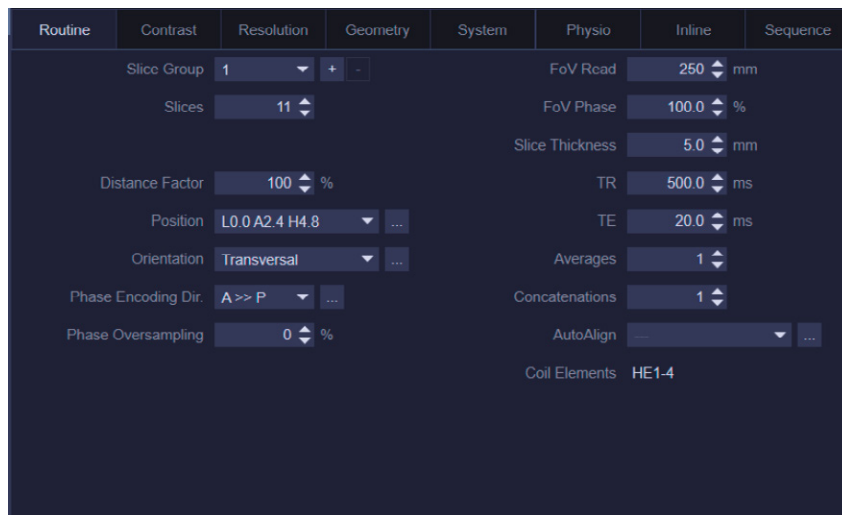 Routine Contrast Resolution Geometry System Physio Inline Sequence
Slice Group 1 + - FoV Read 250 mm
Slices 11 FoV Phase 100.0 %
Slice Thickness 5.0 mm
Distance Factor 100 % TR 500.0 ms
Position L0.0 A2.4 H4.8 ... TE 20.0 ms
Orientation Transversal ... Averages 1
Phase Encoding Dir. A >> P ... Concatenations 1
Phase Oversampling 0 % AutoAlign --- ...
Coil Elements HE1-4